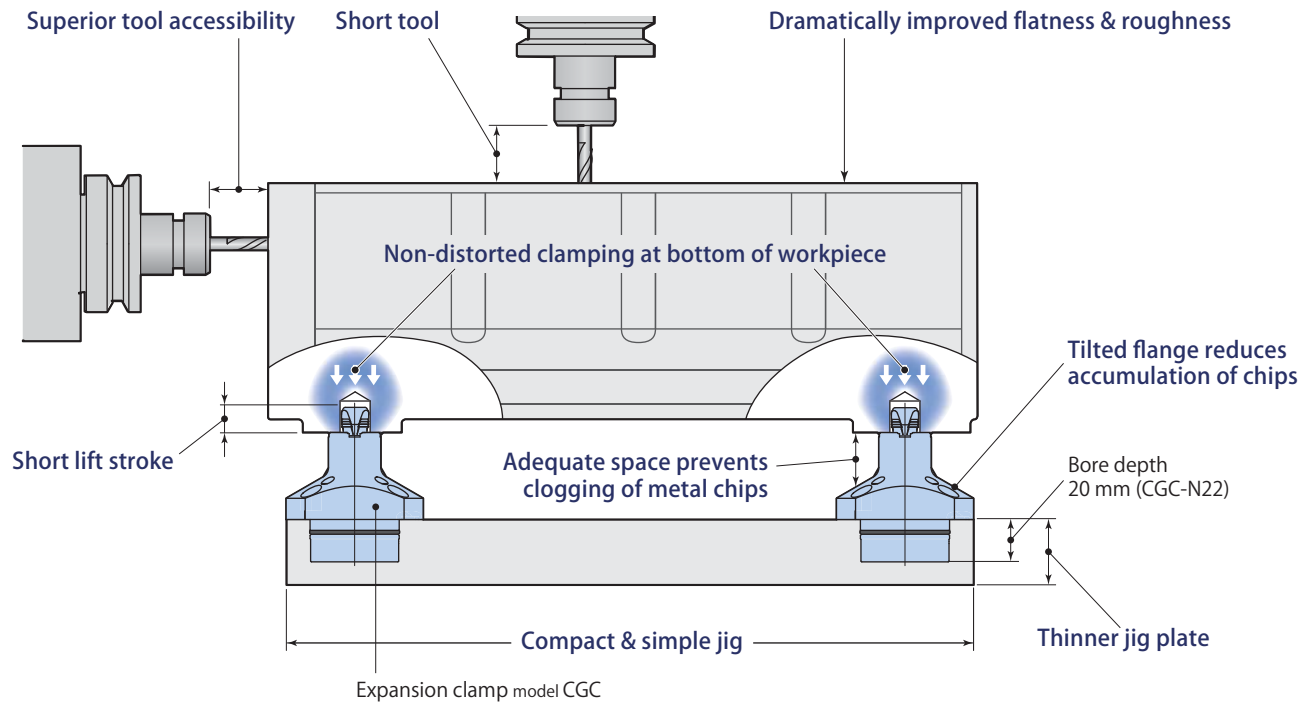 Superior tool accessibility
Short tool
Dramatically improved flatness & roughness
Non-distorted clamping at bottom of workpiece
Tilted flange reduces
accumulation of chips
Short lift stroke
Adequate space prevents
clogging of metal chips
Bore depth
20 mm (CGC-N22)
Compact & simple jig
Thinner jig plate
Expansion clamp model CGC